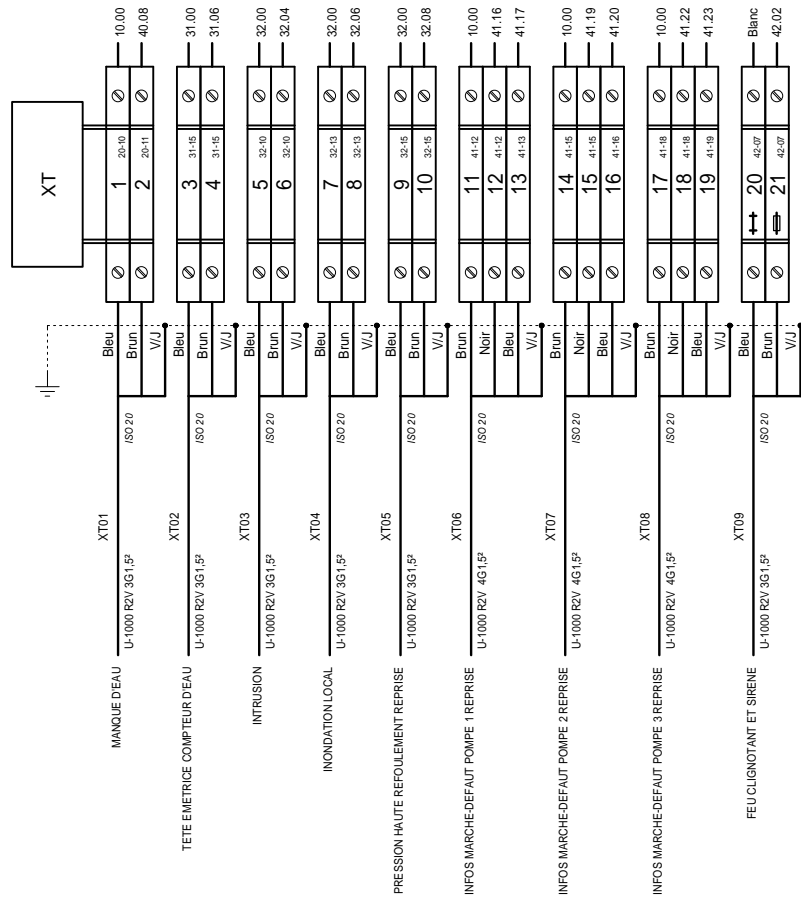 XT
1 20-10 10.00
2 20-11 40.08
3 31-15 31.00
4 31-15 31.06
5 32-10 32.00
6 32-10 32.04
7 32-13 32.00
8 32-13 32.06
9 32-15 32.00
10 32-15 32.08
11 41-12 10.00
12 41-12 41.16
13 41-13 41.17
14 41-15 10.00
15 41-15 41.19
16 41-16 41.20
17 41-18 10.00
18 41-18 41.22
19 41-19 41.23
20 42-07 Blanc
21 42-07 42.02
Bleu
Brun
V/J
Bleu
Brun
V/J
Bleu
Brun
V/J
Bleu
Brun
V/J
Bleu
Brun
V/J
Brun
Noir
Bleu
V/J
Brun
Noir
Bleu
V/J
Brun
Noir
Bleu
V/J
Bleu
Brun
V/J
ISO 20
ISO 20
ISO 20
ISO 20
ISO 20
ISO 20
ISO 20
ISO 20
ISO 20
XT01
XT02
XT03
XT04
XT05
XT06
XT07
XT08
XT09
U-1000 R2V 3G1,5²
U-1000 R2V 3G1,5²
U-1000 R2V 3G1,5²
U-1000 R2V 3G1,5²
U-1000 R2V 3G1,5²
U-1000 R2V 4G1,5²
U-1000 R2V 4G1,5²
U-1000 R2V 4G1,5²
U-1000 R2V 3G1,5²
MANQUE D'EAU
TETE EMETRICE COMPTEUR D'EAU
INTRUSION
INONDATION LOCAL
PRESSION HAUTE REFOULEMENT REPRISE
INFOS MARCHE-DEFAUT POMPE 1 REPRISE
INFOS MARCHE-DEFAUT POMPE 2 REPRISE
INFOS MARCHE-DEFAUT POMPE 3 REPRISE
FEU CLIGNOTANT ET SIRENE